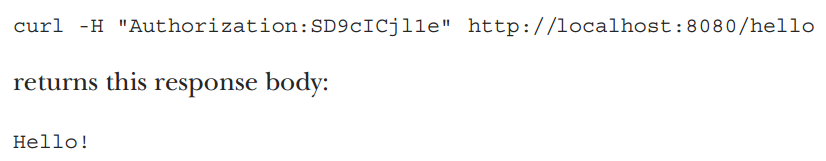 curl -H "Authorization:SD9cICjl1e" http://localhost:8080/hello
returns this response body:
Hello!